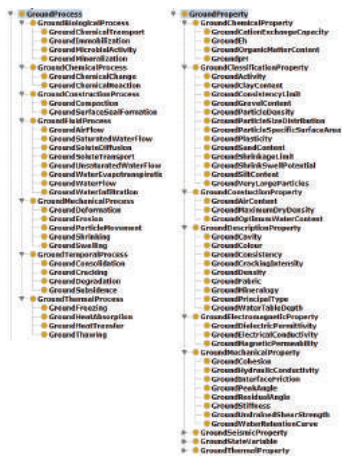 GroundProcess
GroundBiologicalProcess
GroundChemicalTransport
GroundImmobilization
GroundMicrobialActivity
GroundMineralization
GroundChemicalProcess
GroundChemicalChange
GroundChemicalReaction
GroundConstructionProcess
GroundCompaction
GroundSurfaceSealFormation
GroundFluidProcess
GroundAirFlow
GroundSaturatedWaterFlow
GroundSoluteDiffusion
GroundSoluteTransport
GroundUnsaturatedWaterFlow
GroundWaterEvapotranspiratic
GroundWaterFlow
GroundWaterInfiltration
GroundMechanicalProcess
GroundDeformation
GroundErosion
GroundParticleMovement
GroundShrinking
GroundSwelling
GroundTemporalProcess
GroundConsolidation
GroundCracking
GroundDegradation
GroundSubsidence
GroundThermalProcess
GroundFreezing
GroundHeatAbsorption
GroundHeatTransfer
GroundThawing
GroundProperty
GroundChemicalProperty
GroundCationExchangeCapacity
GroundEh
GroundOrganicMatterContent
GroundpH
GroundClassificationProperty
GroundActivity
GroundClayContent
GroundConsistencyLimit
GroundGravelContent
GroundParticleDensity
GroundParticleSizeDistribution
GroundParticleSpecificSurfaceArea
GroundPlasticity
GroundSandContent
GroundShrinkageLimit
GroundShrinkSwellPotential
GroundSiltContent
GroundVeryLargeParticles
GroundConstuctionProperty
GroundAirContent
GroundMaximumDryDensity
GroundOptimumWaterContent
GroundDescriptionProperty
GroundCavity
GroundColour
GroundConsistency
GroundCrackingIntensity
GroundDensity
GroundFabric
GroundMineralogy
GroundPrincipalType
GroundWaterTableDepth
GroundElectromagneticProperty
GroundDielectricPermittivity
GroundElectricalConductivity
GroundMagneticPermeability
GroundMechanicalProperty
GroundCohesion
GroundHydraulicConductivity
GroundInterfaceFriction
GroundPeakAngle
GroundResidualAngle
GroundStiffness
GroundUndrainedShearStrength
GroundWaterRetentionCurve
GroundSeismicProperty
GroundStateVariable
GroundThermalProperty